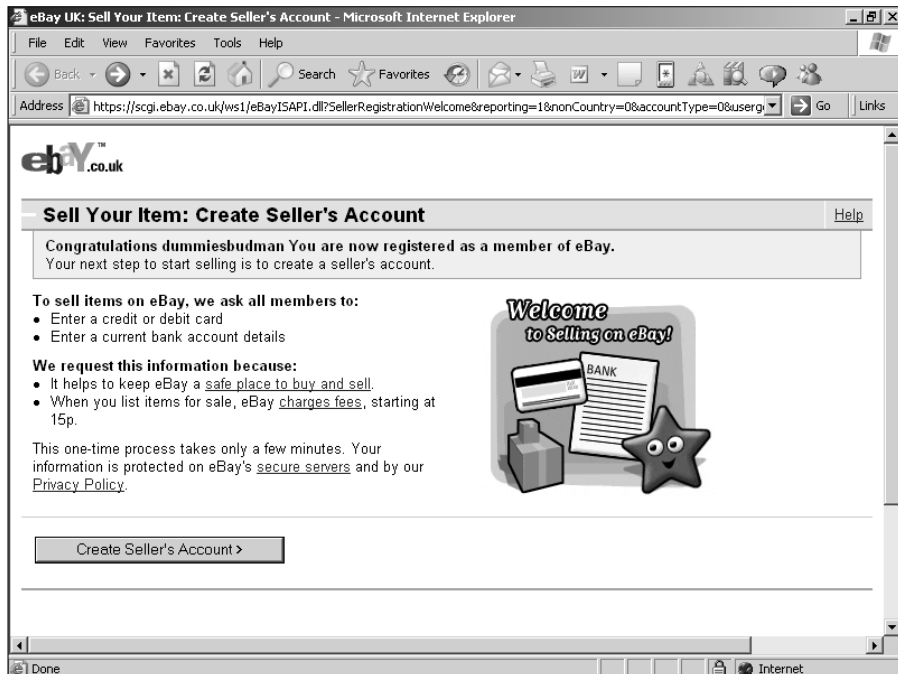 eBay UK: Sell Your Item: Create Seller's Account - Microsoft Internet Explorer
File Edit View Favorites Tools Help
Back Search Favorites
Address https://scgi.ebay.co.uk/ws1/eBayISAPI.dll?SellerRegistrationWelcome&reporting=1&nonCountry=0&accountType=0&userg Go Links
ebaY™.co.uk
Sell Your Item: Create Seller's Account Help
Congratulations dummiesbudman You are now registered as a member of eBay.
Your next step to start selling is to create a seller's account.
To sell items on eBay, we ask all members to:
• Enter a credit or debit card
• Enter a current bank account details
We request this information because:
• It helps to keep eBay a safe place to buy and sell.
• When you list items for sale, eBay charges fees, starting at
15p.
This one-time process takes only a few minutes. Your
information is protected on eBay's secure servers and by our
Privacy Policy.
Welcome
to Selling on eBay!
BANK
Create Seller's Account >
Done Internet